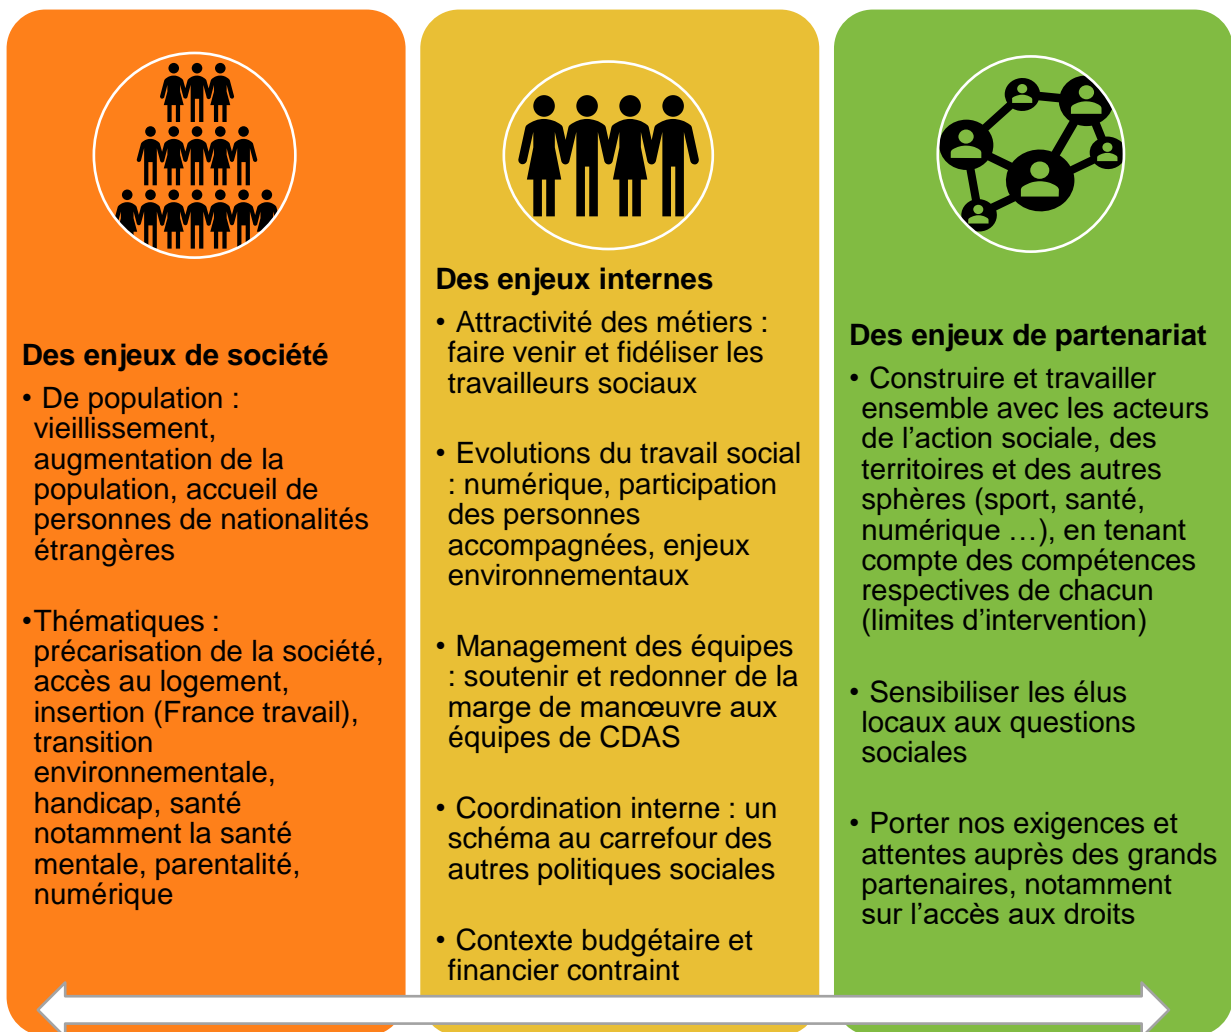 Des enjeux de société
• De population :
vieillissement,
augmentation de la
population, accueil de
personnes de nationalités
étrangères
•Thématiques :
précarisation de la société,
accès au logement,
insertion (France travail),
transition
environnementale,
handicap, santé
notamment la santé
mentale, parentalité,
numérique
Des enjeux internes
• Attractivité des métiers :
faire venir et fidéliser les
travailleurs sociaux
• Evolutions du travail social
: numérique, participation
des personnes
accompagnées, enjeux
environnementaux
• Management des équipes
: soutenir et redonner de la
marge de manœuvre aux
équipes de CDAS
• Coordination interne : un
schéma au carrefour des
autres politiques sociales
• Contexte budgétaire et
financier contraint
Des enjeux de partenariat
• Construire et travailler
ensemble avec les acteurs
de l’action sociale, des
territoires et des autres
sphères (sport, santé,
numérique …), en tenant
compte des compétences
respectives de chacun
(limites d’intervention)
• Sensibiliser les élus
locaux aux questions
sociales
• Porter nos exigences et
attentes auprès des grands
partenaires, notamment
sur l’accès aux droits